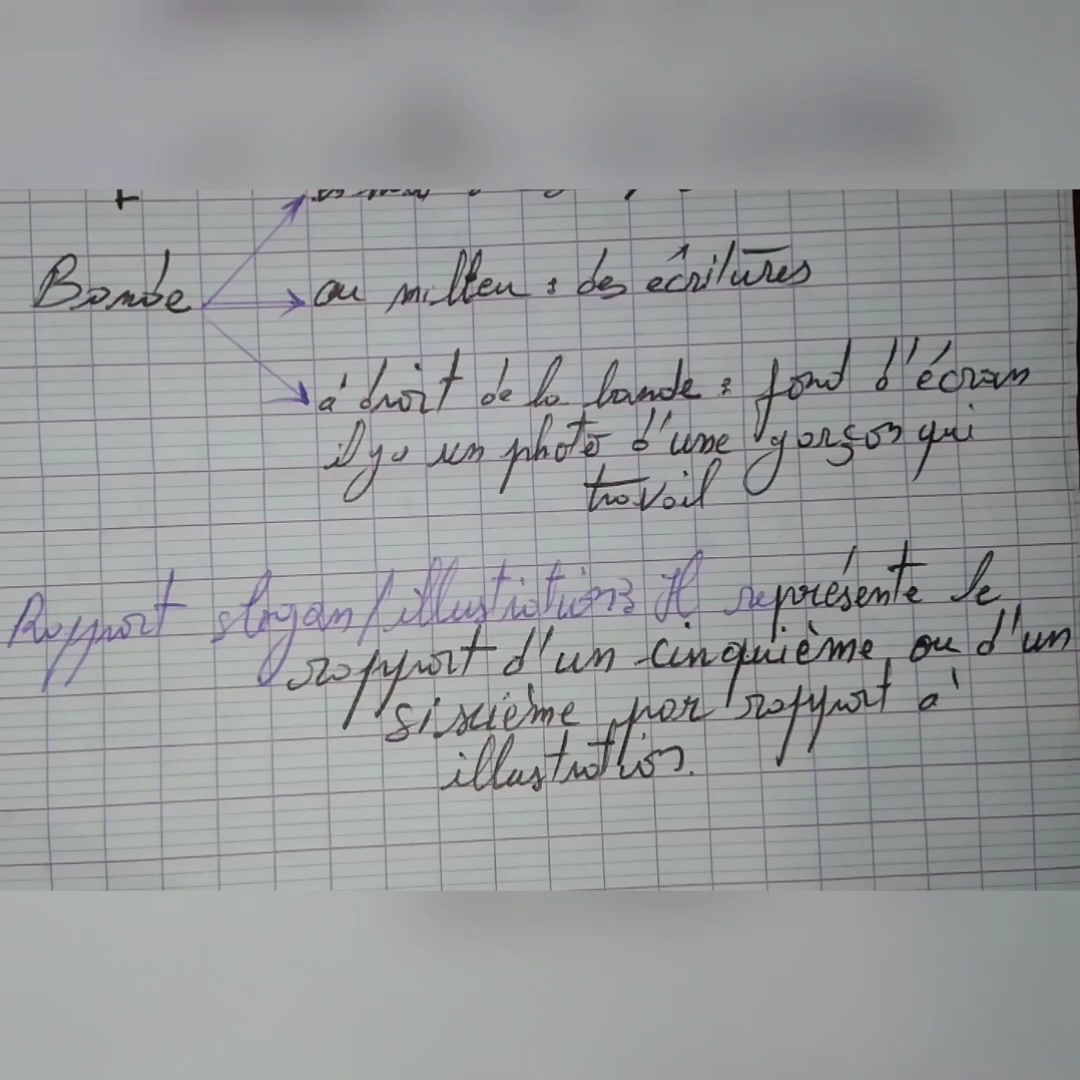 Bande
au milieu : des écritures
à droit de la bande : fond d'écran
il ya un photo d'une garçon qui
travail
Rapport slogan/illustration : Il représente le
rapport d'un cinquième ou d'un
sixième par rapport à
illustration.